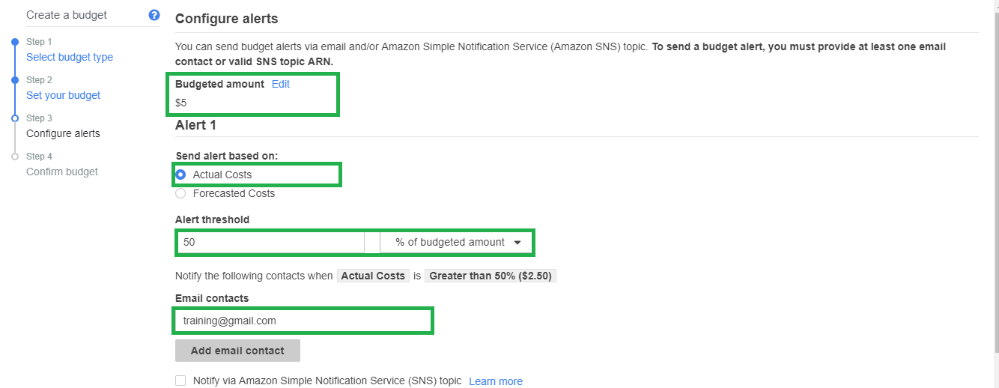 Create a budget ?
Step 1
Select budget type
Step 2
Set your budget
Step 3
Configure alerts
Step 4
Confirm budget
Configure alerts
You can send budget alerts via email and/or Amazon Simple Notification Service (Amazon SNS) topic. To send a budget alert, you must provide at least one email
contact or valid SNS topic ARN.
Budgeted amount Edit
$5
Alert 1
Send alert based on:
Actual Costs
Forecasted Costs
Alert threshold
50 % of budgeted amount
Notify the following contacts when Actual Costs is Greater than 50% ($2.50)
Email contacts
training@gmail.com
Add email contact
Notify via Amazon Simple Notification Service (SNS) topic Learn more